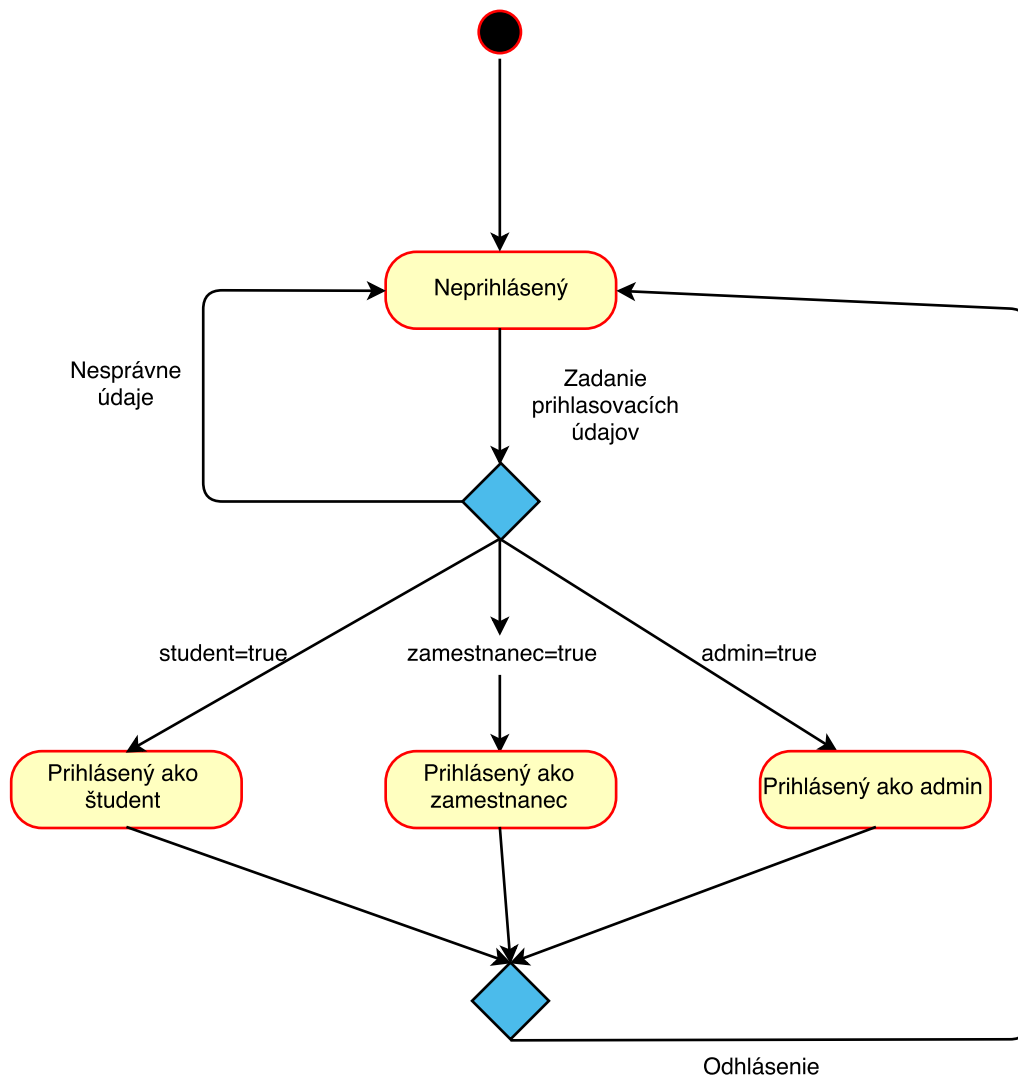 Neprihlásený
Nesprávne
údaje
Zadanie
prihlasovacích
údajov
student=true
zamestnanec=true
admin=true
Prihlásený ako
študent
Prihlásený ako
zamestnanec
Prihlásený ako admin
Odhlásenie